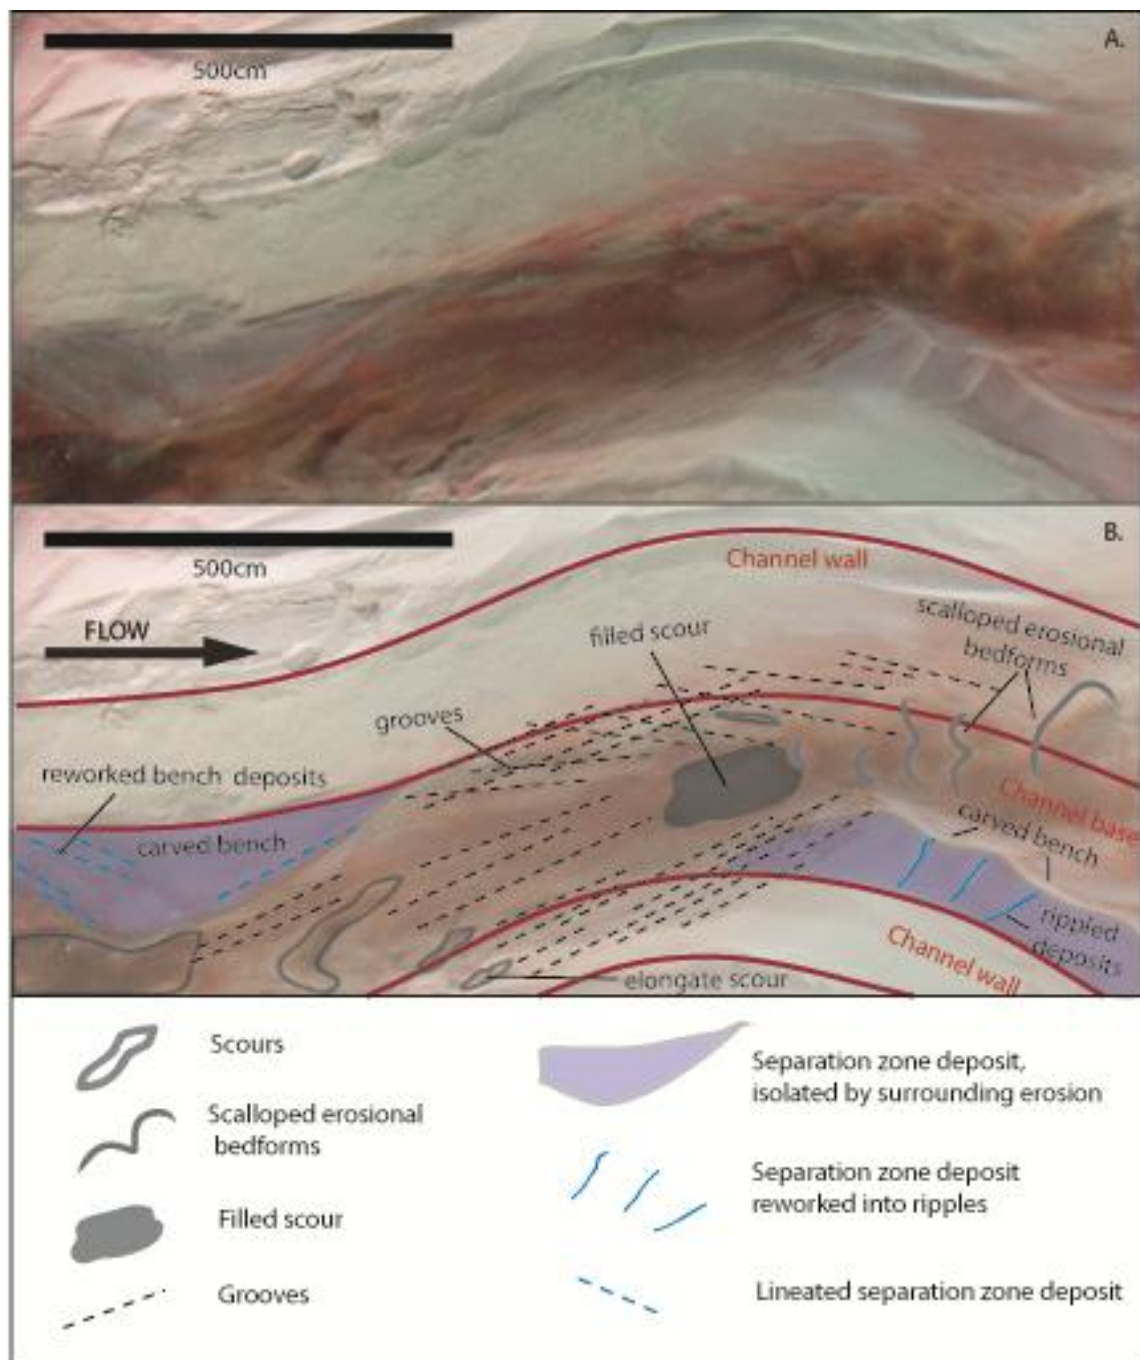 A.
500cm
B.
500cm
Channel wall
FLOW
filled scour
scalloped erosional
bedforms
grooves
reworked bench deposits
carved bench
Channel base
carved bench
rippled
deposits
Channel wall
elongate scour
Scours
Scalloped erosional
bedforms
Filled scour
Grooves
Separation zone deposit,
isolated by surrounding erosion
Separation zone deposit
reworked into ripples
Lineated separation zone deposit